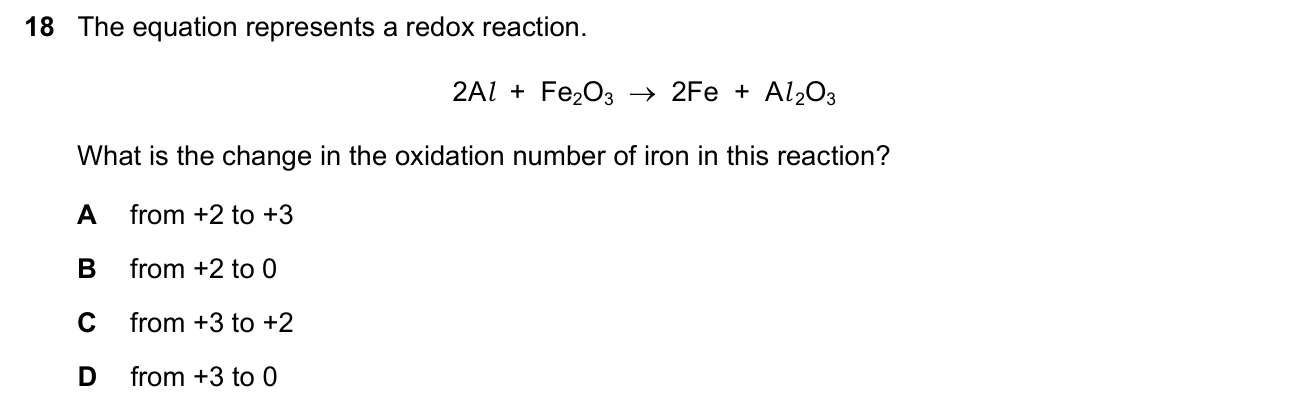 18 The equation represents a redox reaction.
2Al + Fe₂O₃ → 2Fe + Al₂O₃
What is the change in the oxidation number of iron in this reaction?
A from +2 to +3
B from +2 to 0
C from +3 to +2
D from +3 to 0